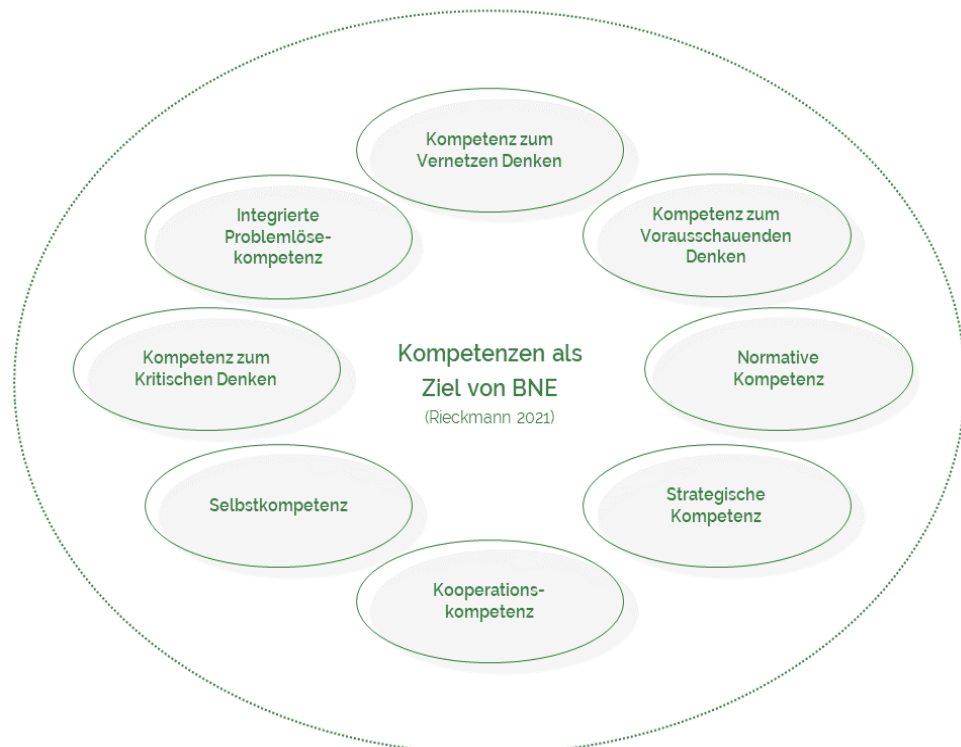 Kompetenz zum
Vernetzen Denken
Kompetenz zum
Vorausschauenden
Denken
Normative
Kompetenz
Strategische
Kompetenz
Kooperations-
kompetenz
Selbstkompetenz
Kompetenz zum
Kritischen Denken
Integrierte
Problemlöse-
kompetenz
Kompetenzen als
Ziel von BNE
(Rieckmann 2021)